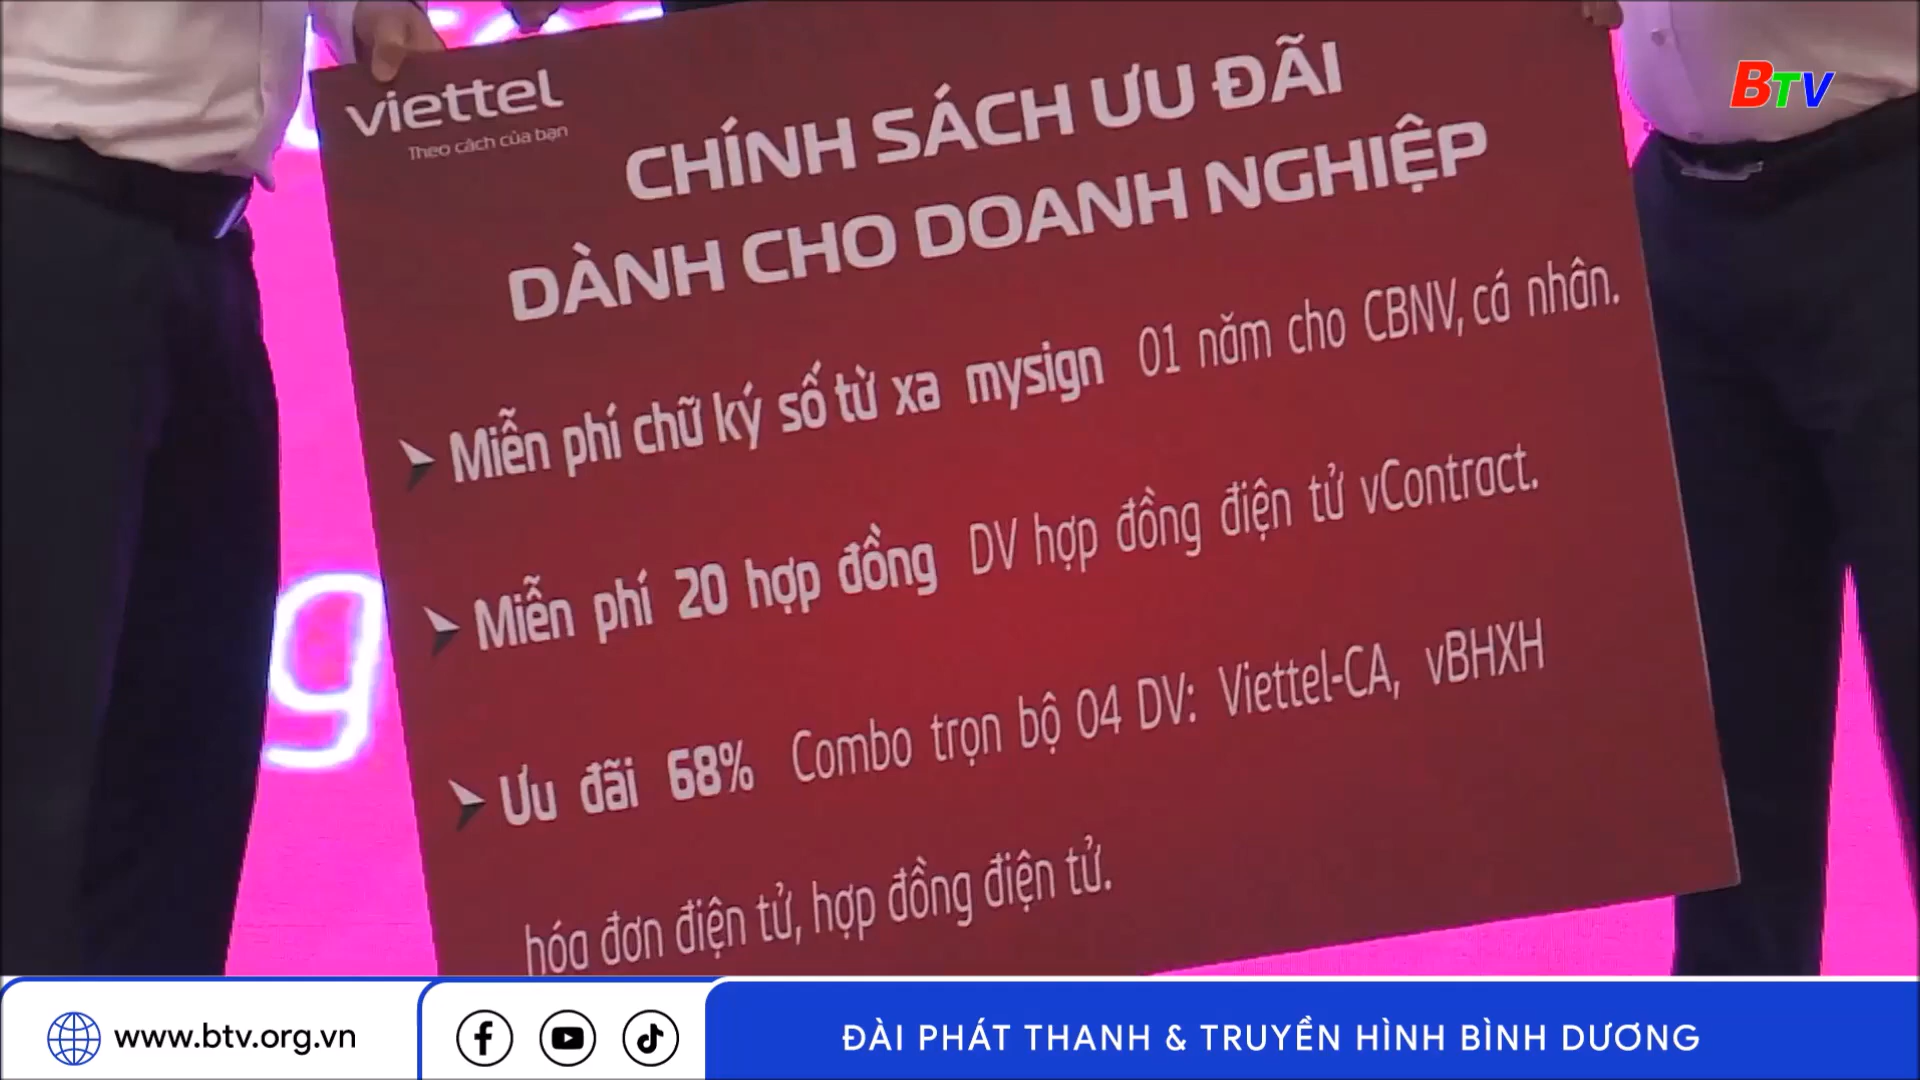 viettel
Theo cách của bạn
BTV
CHÍNH SÁCH ƯU ĐÃI
DÀNH CHO DOANH NGHIỆP
Miễn phí chữ ký số từ xa mysign 01 năm cho CBNV, cá nhân.
Miễn phí 20 hợp đồng DV hợp đồng điện tử vContract.
Ưu đãi 68% Combo trọn bộ 04 DV: Viettel-CA, vBHXH
hóa đơn điện tử, hợp đồng điện tử.
g
www.btv.org.vn
ĐÀI PHÁT THANH & TRUYỀN HÌNH BÌNH DƯƠNG